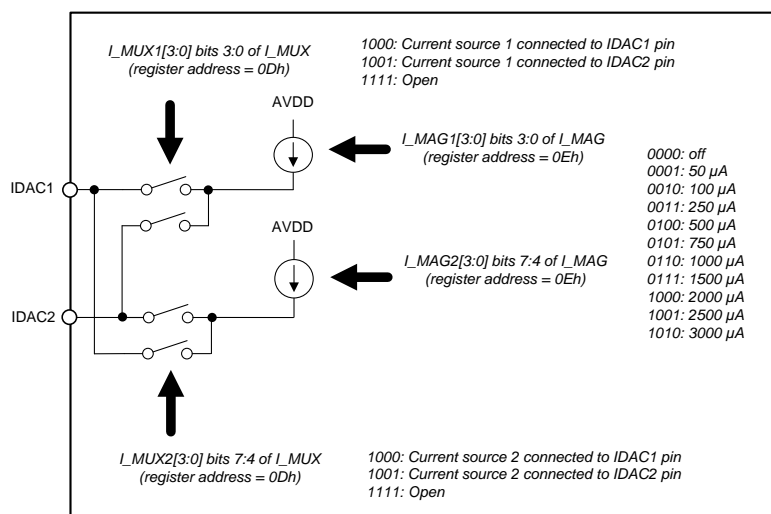 I_MUX1[3:0] bits 3:0 of I_MUX
(register address = 0Dh)
1000: Current source 1 connected to IDAC1 pin
1001: Current source 1 connected to IDAC2 pin
1111: Open
AVDD
I_MAG1[3:0] bits 3:0 of I_MAG
(register address = 0Eh)
IDAC1
AVDD
I_MAG2[3:0] bits 7:4 of I_MAG
(register address = 0Eh)
IDAC2
0000: off
0001: 50 µA
0010: 100 µA
0011: 250 µA
0100: 500 µA
0101: 750 µA
0110: 1000 µA
0111: 1500 µA
1000: 2000 µA
1001: 2500 µA
1010: 3000 µA
I_MUX2[3:0] bits 7:4 of I_MUX
(register address = 0Dh)
1000: Current source 2 connected to IDAC1 pin
1001: Current source 2 connected to IDAC2 pin
1111: Open